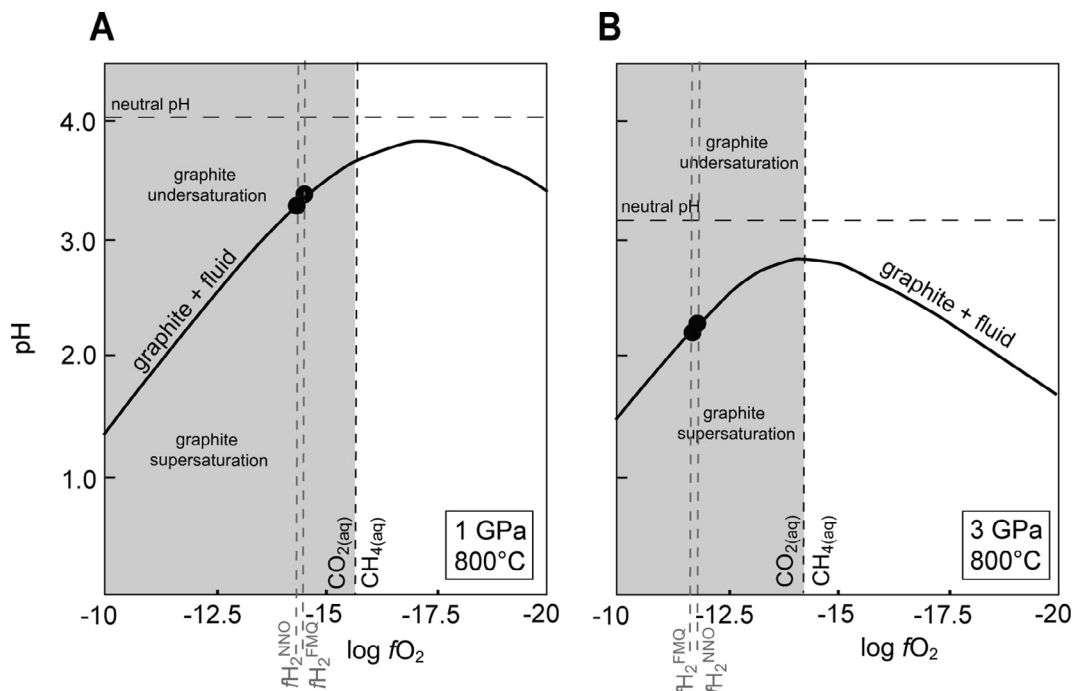 A
neutral pH
4.0
graphite
undersaturation
3.0
graphite + fluid
pH
2.0
graphite
supersaturation
1.0
CO2(aq)
CH4(aq)
1 GPa
800°C
-10
-12.5
-15
-17.5
-20
fH2NNO
fH2FMQ
log fO2
B
graphite
undersaturation
neutral pH
graphite + fluid
graphite
supersaturation
CO2(aq)
CH4(aq)
3 GPa
800°C
-10
-12.5
-15
-17.5
-20
fH2FMQ
fH2NNO
log fO2